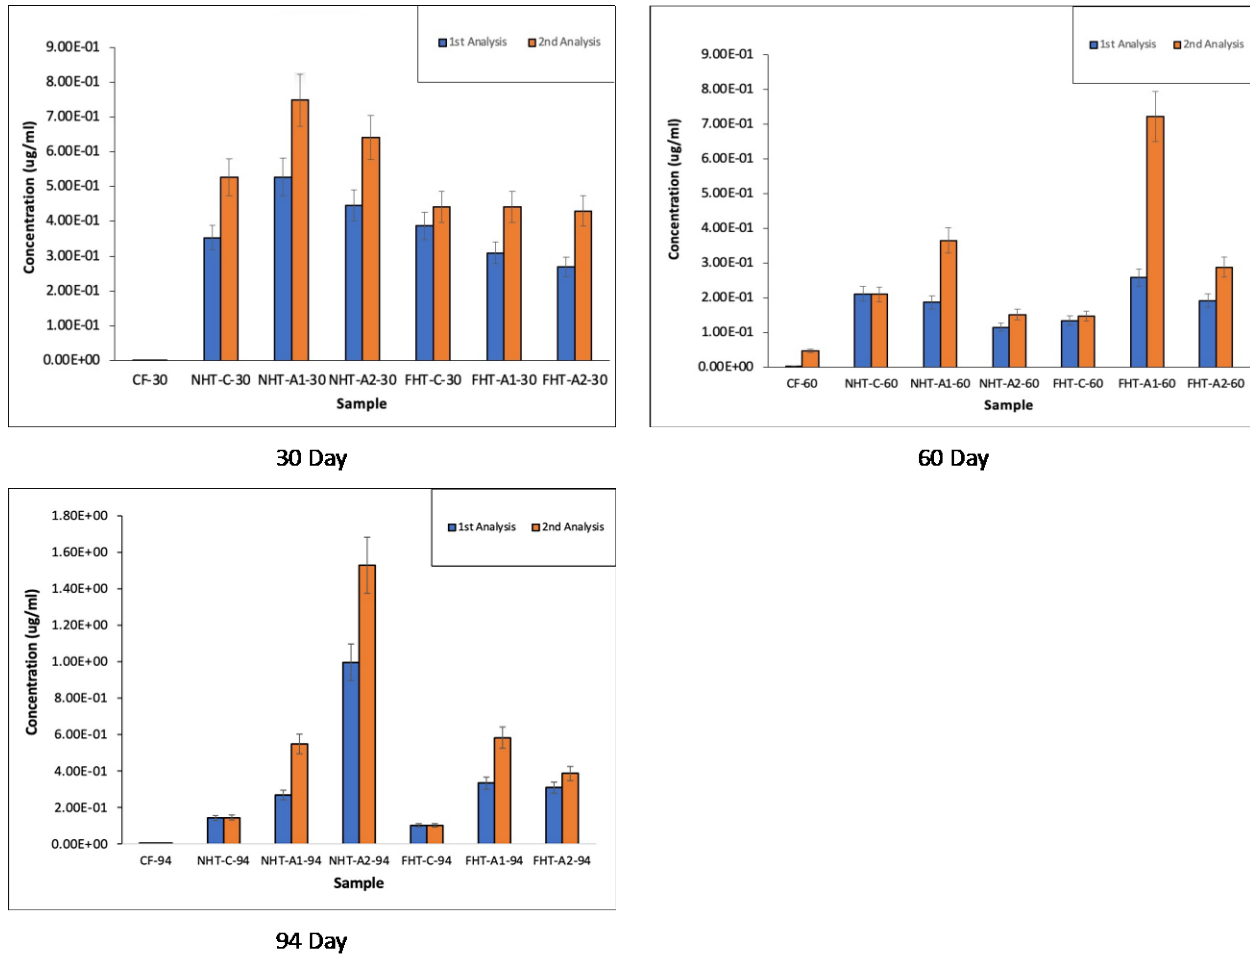 1st Analysis 2nd Analysis
9.00E-01
8.00E-01
7.00E-01
6.00E-01
5.00E-01
4.00E-01
3.00E-01
2.00E-01
1.00E-01
0.00E+00
Concentration (ug/ml)
CF-30 NHT-C-30 NHT-A1-30 NHT-A2-30 FHT-C-30 FHT-A1-30 FHT-A2-30
Sample
30 Day
1st Analysis 2nd Analysis
9.00E-01
8.00E-01
7.00E-01
6.00E-01
5.00E-01
4.00E-01
3.00E-01
2.00E-01
1.00E-01
0.00E+00
Concentration (ug/ml)
CF-60 NHT-C-60 NHT-A1-60 NHT-A2-60 FHT-C-60 FHT-A1-60 FHT-A2-60
Sample
60 Day
1st Analysis 2nd Analysis
1.80E+00
1.60E+00
1.40E+00
1.20E+00
1.00E+00
8.00E-01
6.00E-01
4.00E-01
2.00E-01
0.00E+00
Concentration (ug/ml)
CF-94 NHT-C-94 NHT-A1-94 NHT-A2-94 FHT-C-94 FHT-A1-94 FHT-A2-94
Sample
94 Day